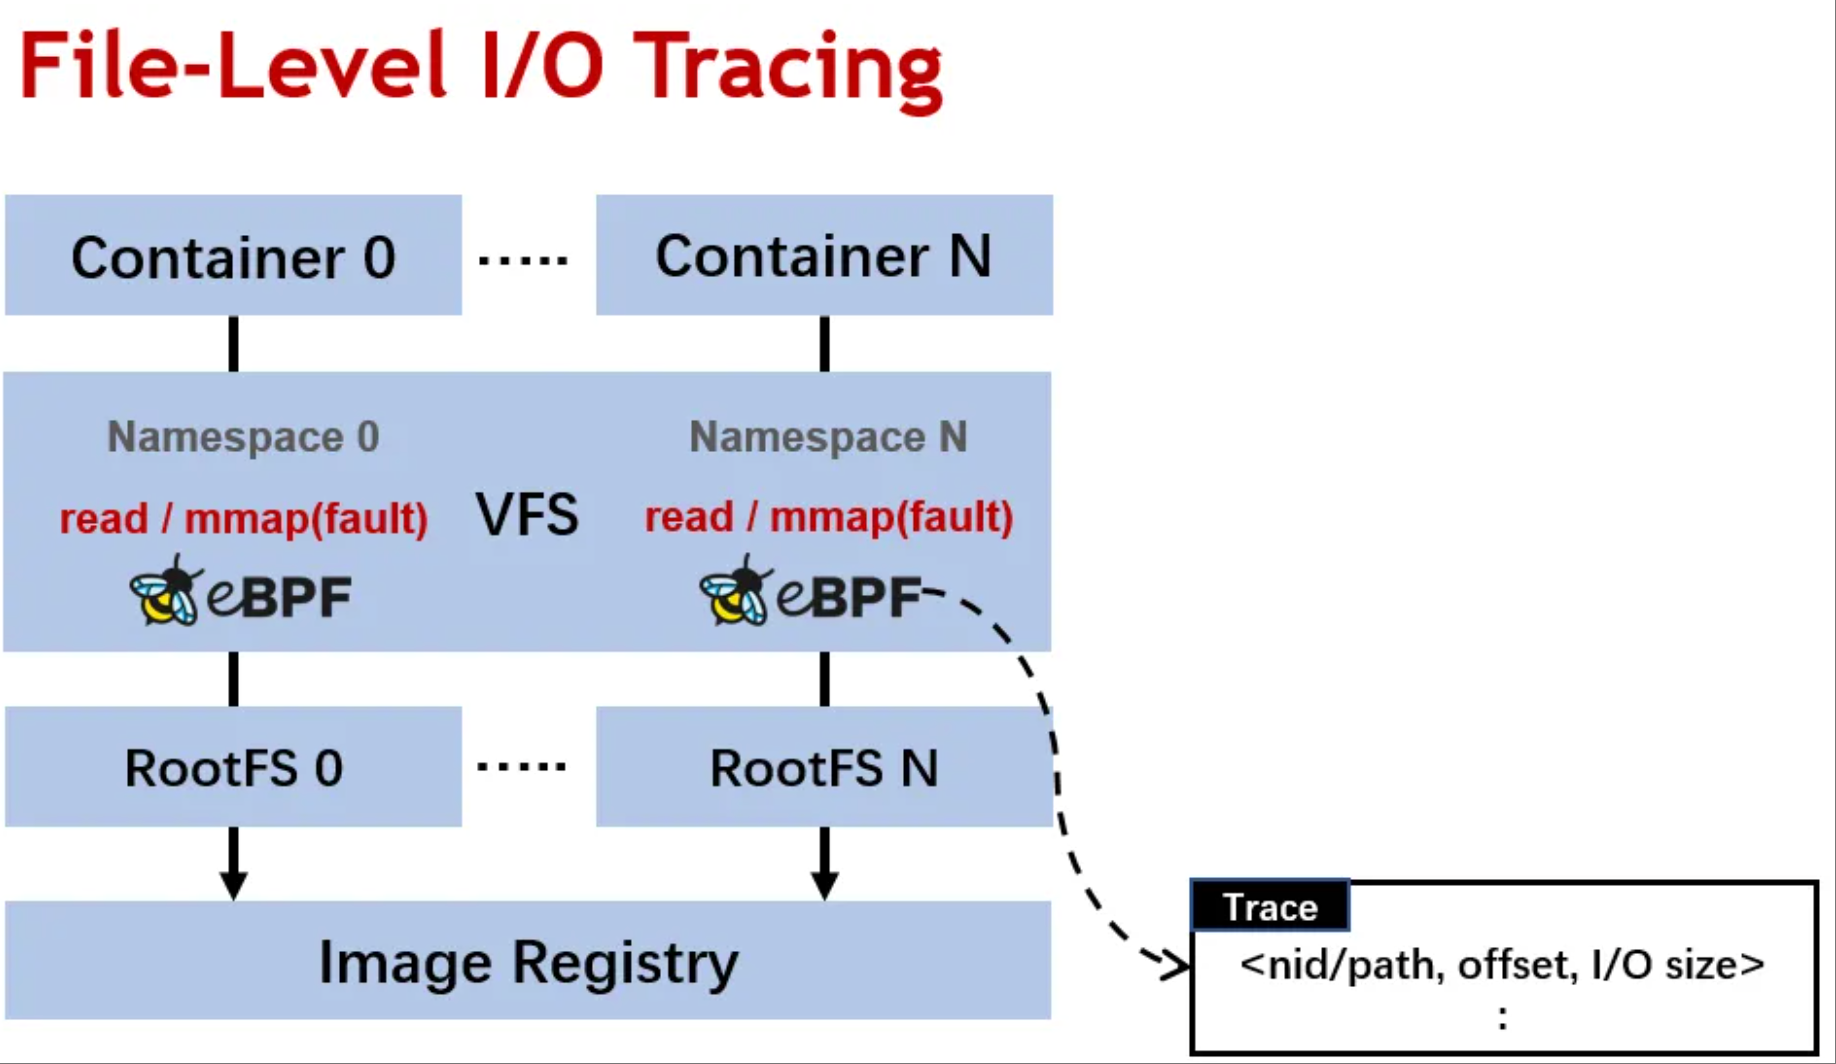 File-Level I/O Tracing
Container 0 ..... Container N
Namespace 0 Namespace N
read / mmap(fault) VFS read / mmap(fault)
eBPF eBPF
RootFS 0 ..... RootFS N
Image Registry
Trace
<nid/path, offset, I/O size>
: